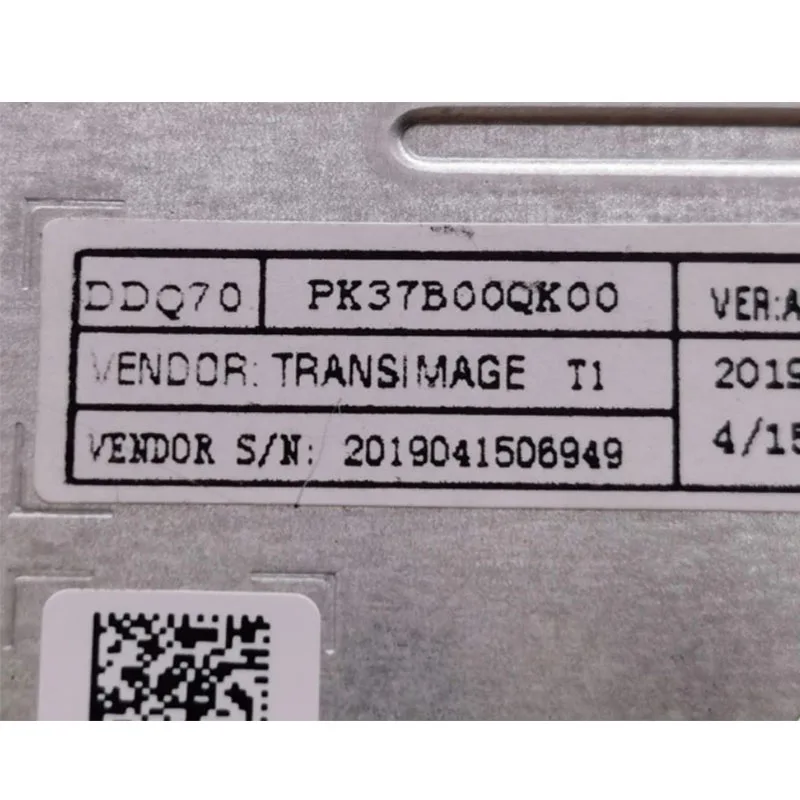 DDQ70 PK37B00QK00 VER:A
VENDOR: TRANSIMAGE T1 2019
VENDOR S/N: 2019041506949 4/15